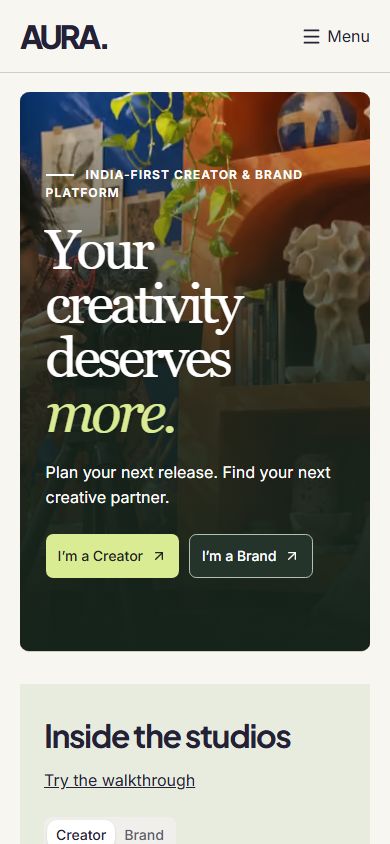 AURA.
Menu
INDIA-FIRST CREATOR & BRAND
PLATFORM
Your
creativity
deserves
more.
Plan your next release. Find your next
creative partner.
I'm a Creator
I'm a Brand
Inside the studios
Try the walkthrough
Creator
Brand